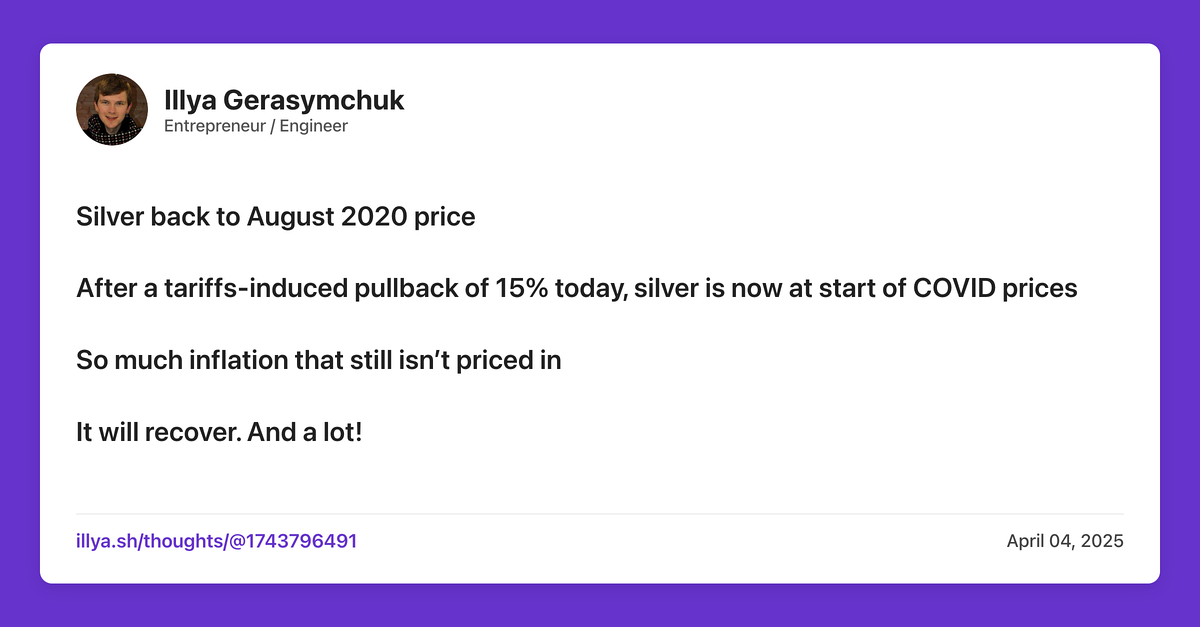 Illya Gerasymchuk
Entrepreneur / Engineer
Silver back to August 2020 price
After a tariffs-induced pullback of 15% today, silver is now at start of COVID prices
So much inflation that still isn’t priced in
It will recover. And a lot!
illya.sh/thoughts/@1743796491
April 04, 2025